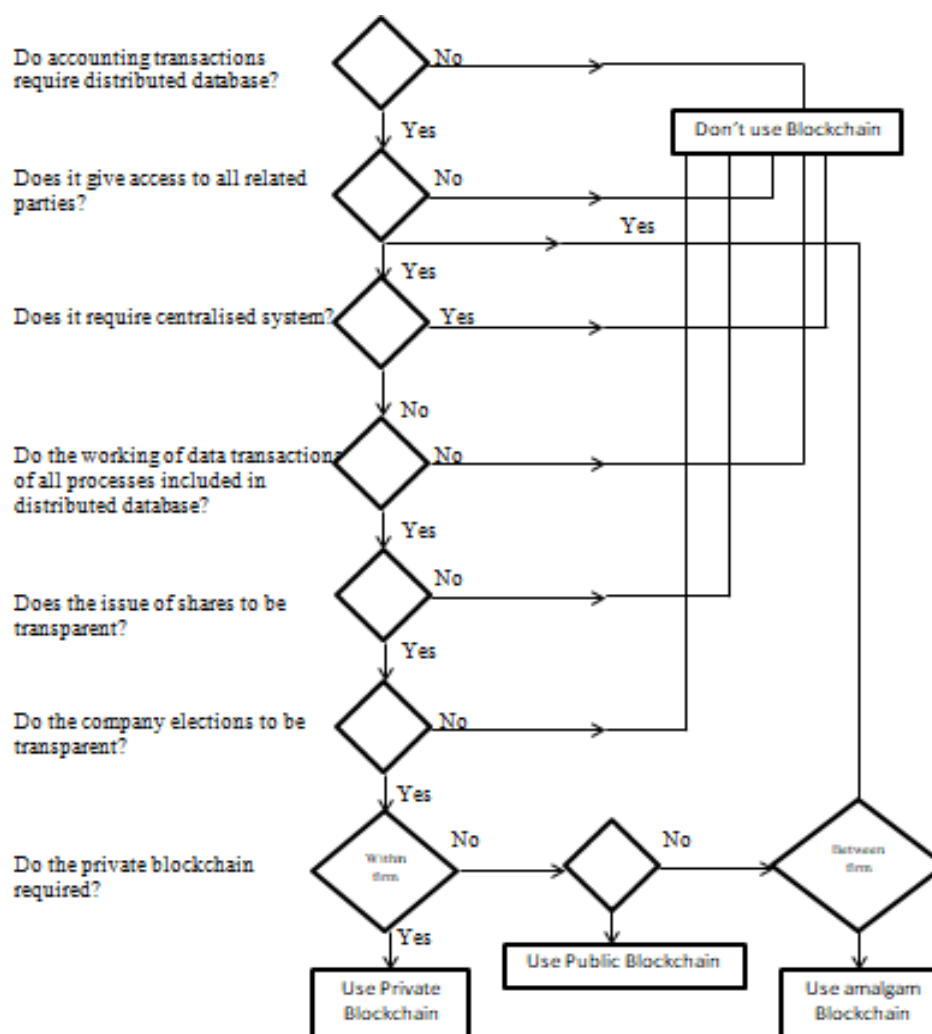 Do accounting transactions
require distributed database?
No
Don't use Blockchain
Yes
Does it give access to all related
parties?
No
Yes
Yes
Does it require centralised system?
Yes
No
Do the working of data transactions
of all processes included in
distributed database?
No
Yes
Does the issue of shares to be
transparent?
No
Yes
Do the company elections to be
transparent?
No
Yes
Do the private blockchain
required?
Within
firm
No
No
Between
firm
Yes
Use Private
Blockchain
Use Public Blockchain
Use amalgam
Blockchain